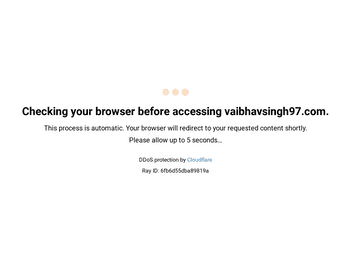 Checking your browser before accessing vaibhavsingh97.com.
This process is automatic. Your browser will redirect to your requested content shortly.
Please allow up to 5 seconds…
DDoS protection by Cloudflare
Ray ID: 6fb6d55dba89819a